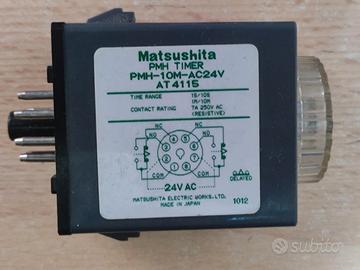 Matsushita
PMH TIMER
PMH-10M-AC24V
AT4115
TIME RANGE 1S/10S
1M/10M
CONTACT RATING 7A 250V AC
(RESISTIVE)
NC NC
NO NO
COM COM
24V AC
DELAYED
MATSUSHITA ELECTRIC WORKS, LTD.
MADE IN JAPAN 1012
subito